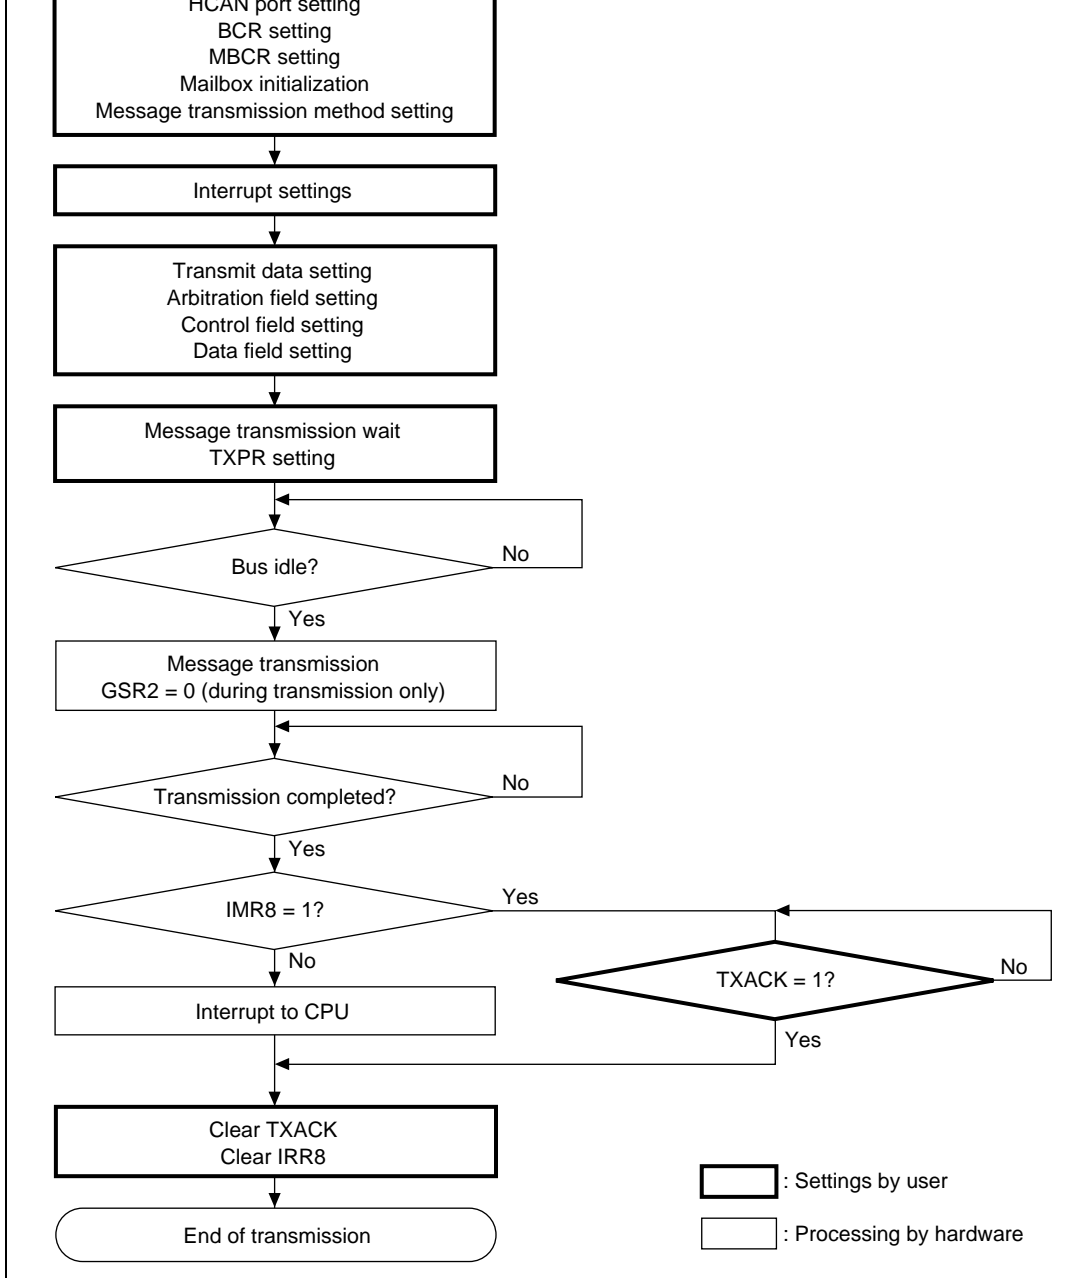 HCAN port setting
BCR setting
MBCR setting
Mailbox initialization
Message transmission method setting
Interrupt settings
Transmit data setting
Arbitration field setting
Control field setting
Data field setting
Message transmission wait
TXPR setting
Bus idle?
No
Yes
Message transmission
GSR2 = 0 (during transmission only)
Transmission completed?
No
Yes
IMR8 = 1?
Yes
No
TXACK = 1?
No
Yes
Interrupt to CPU
Clear TXACK
Clear IRR8
End of transmission
: Settings by user
: Processing by hardware